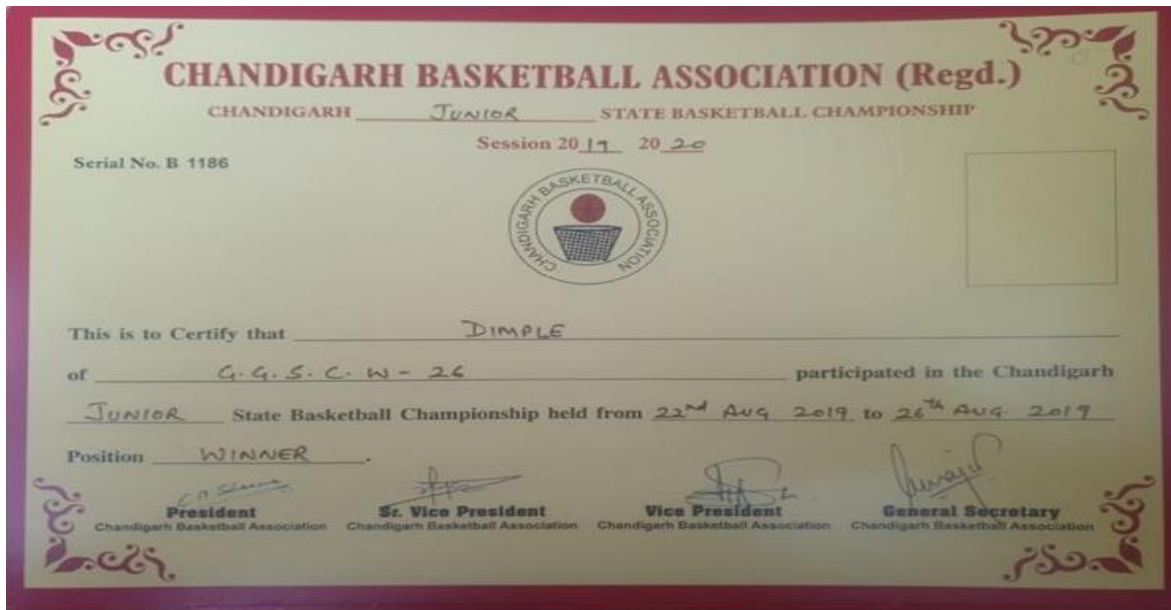 CHANDIGARH BASKETBALL ASSOCIATION (Regd.)
CHANDIGARH JUNIOR STATE BASKETBALL CHAMPIONSHIP
Session 2019 2020
Serial No. B 1186
CHANDIGARH BASKETBALL ASSOCIATION
This is to Certify that DIMPLE
of G.G.S.C.W-26 participated in the Chandigarh
JUNIOR State Basketball Championship held from 22nd AUG 2019 to 26th AUG. 2019
Position WINNER.
President Sr. Vice President Vice President General Secretary
Chandigarh Basketball Association Chandigarh Basketball Association Chandigarh Basketball Association Chandigarh Basketball Association